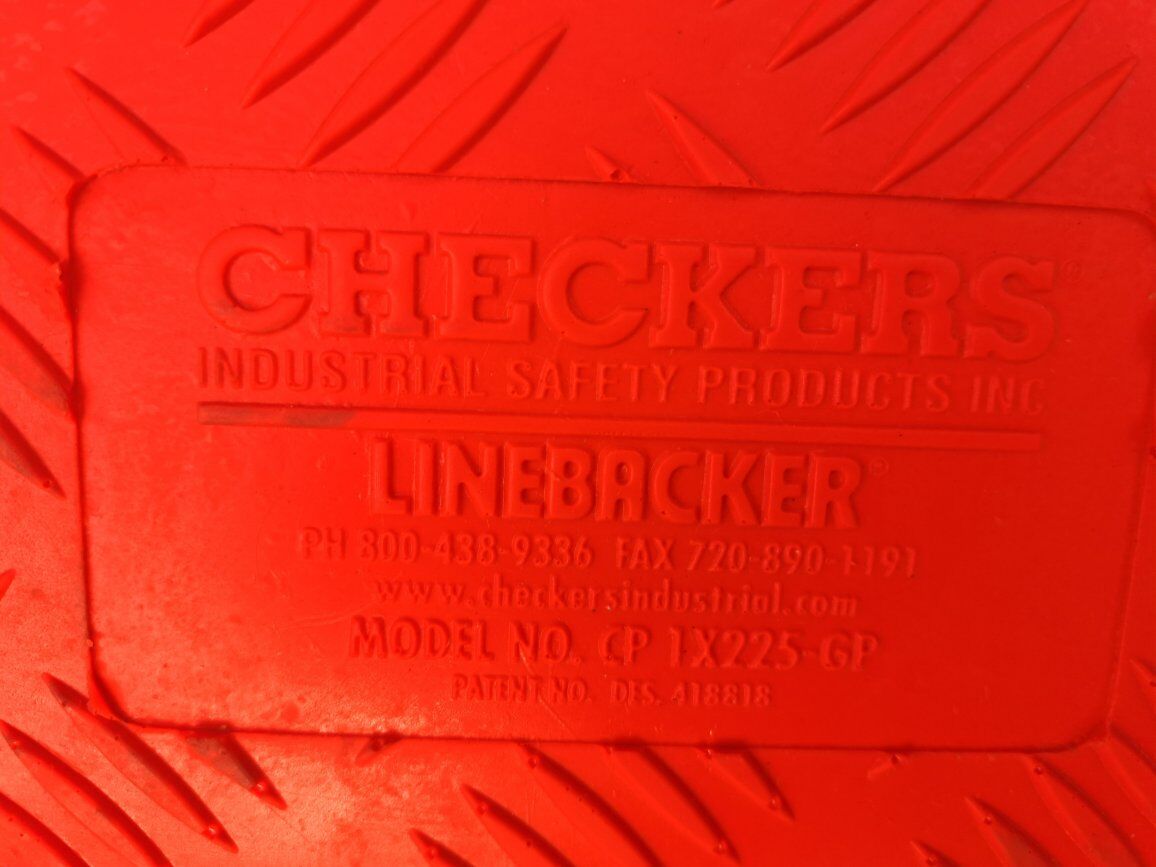 CHECKERS®
INDUSTRIAL SAFETY PRODUCTS INC
LINEBACKER®
PH 800-438-9336 FAX 720-890-1191
www.checkersindustrial.com
MODEL NO. CP 1X225-GP
PATENT NO. DES. 418818